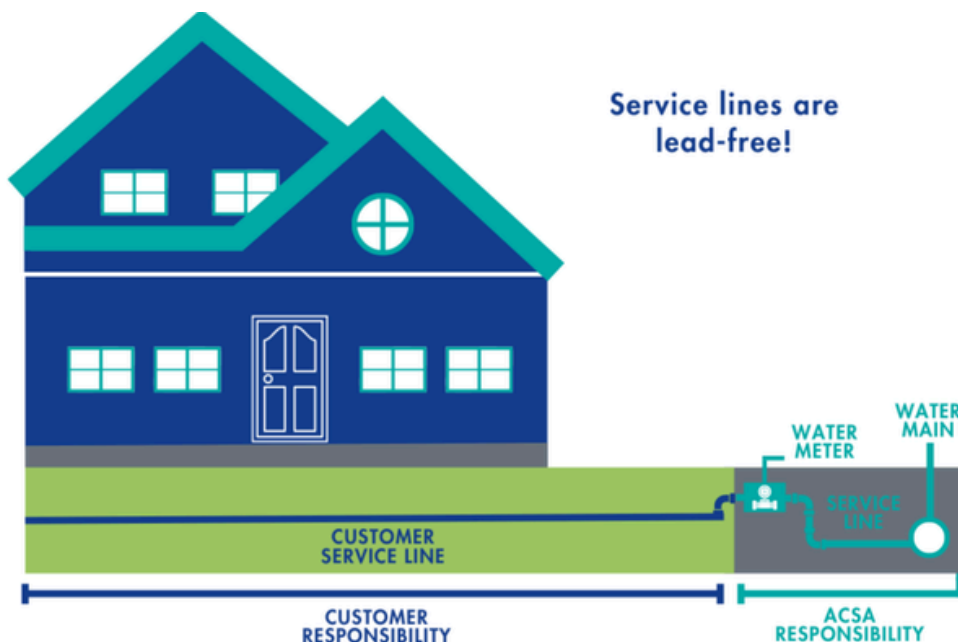 Service lines are
lead-free!
WATER
MAIN
WATER
METER
SERVICE
LINE
CUSTOMER
SERVICE LINE
CUSTOMER
RESPONSIBILITY
ACSA
RESPONSIBILITY